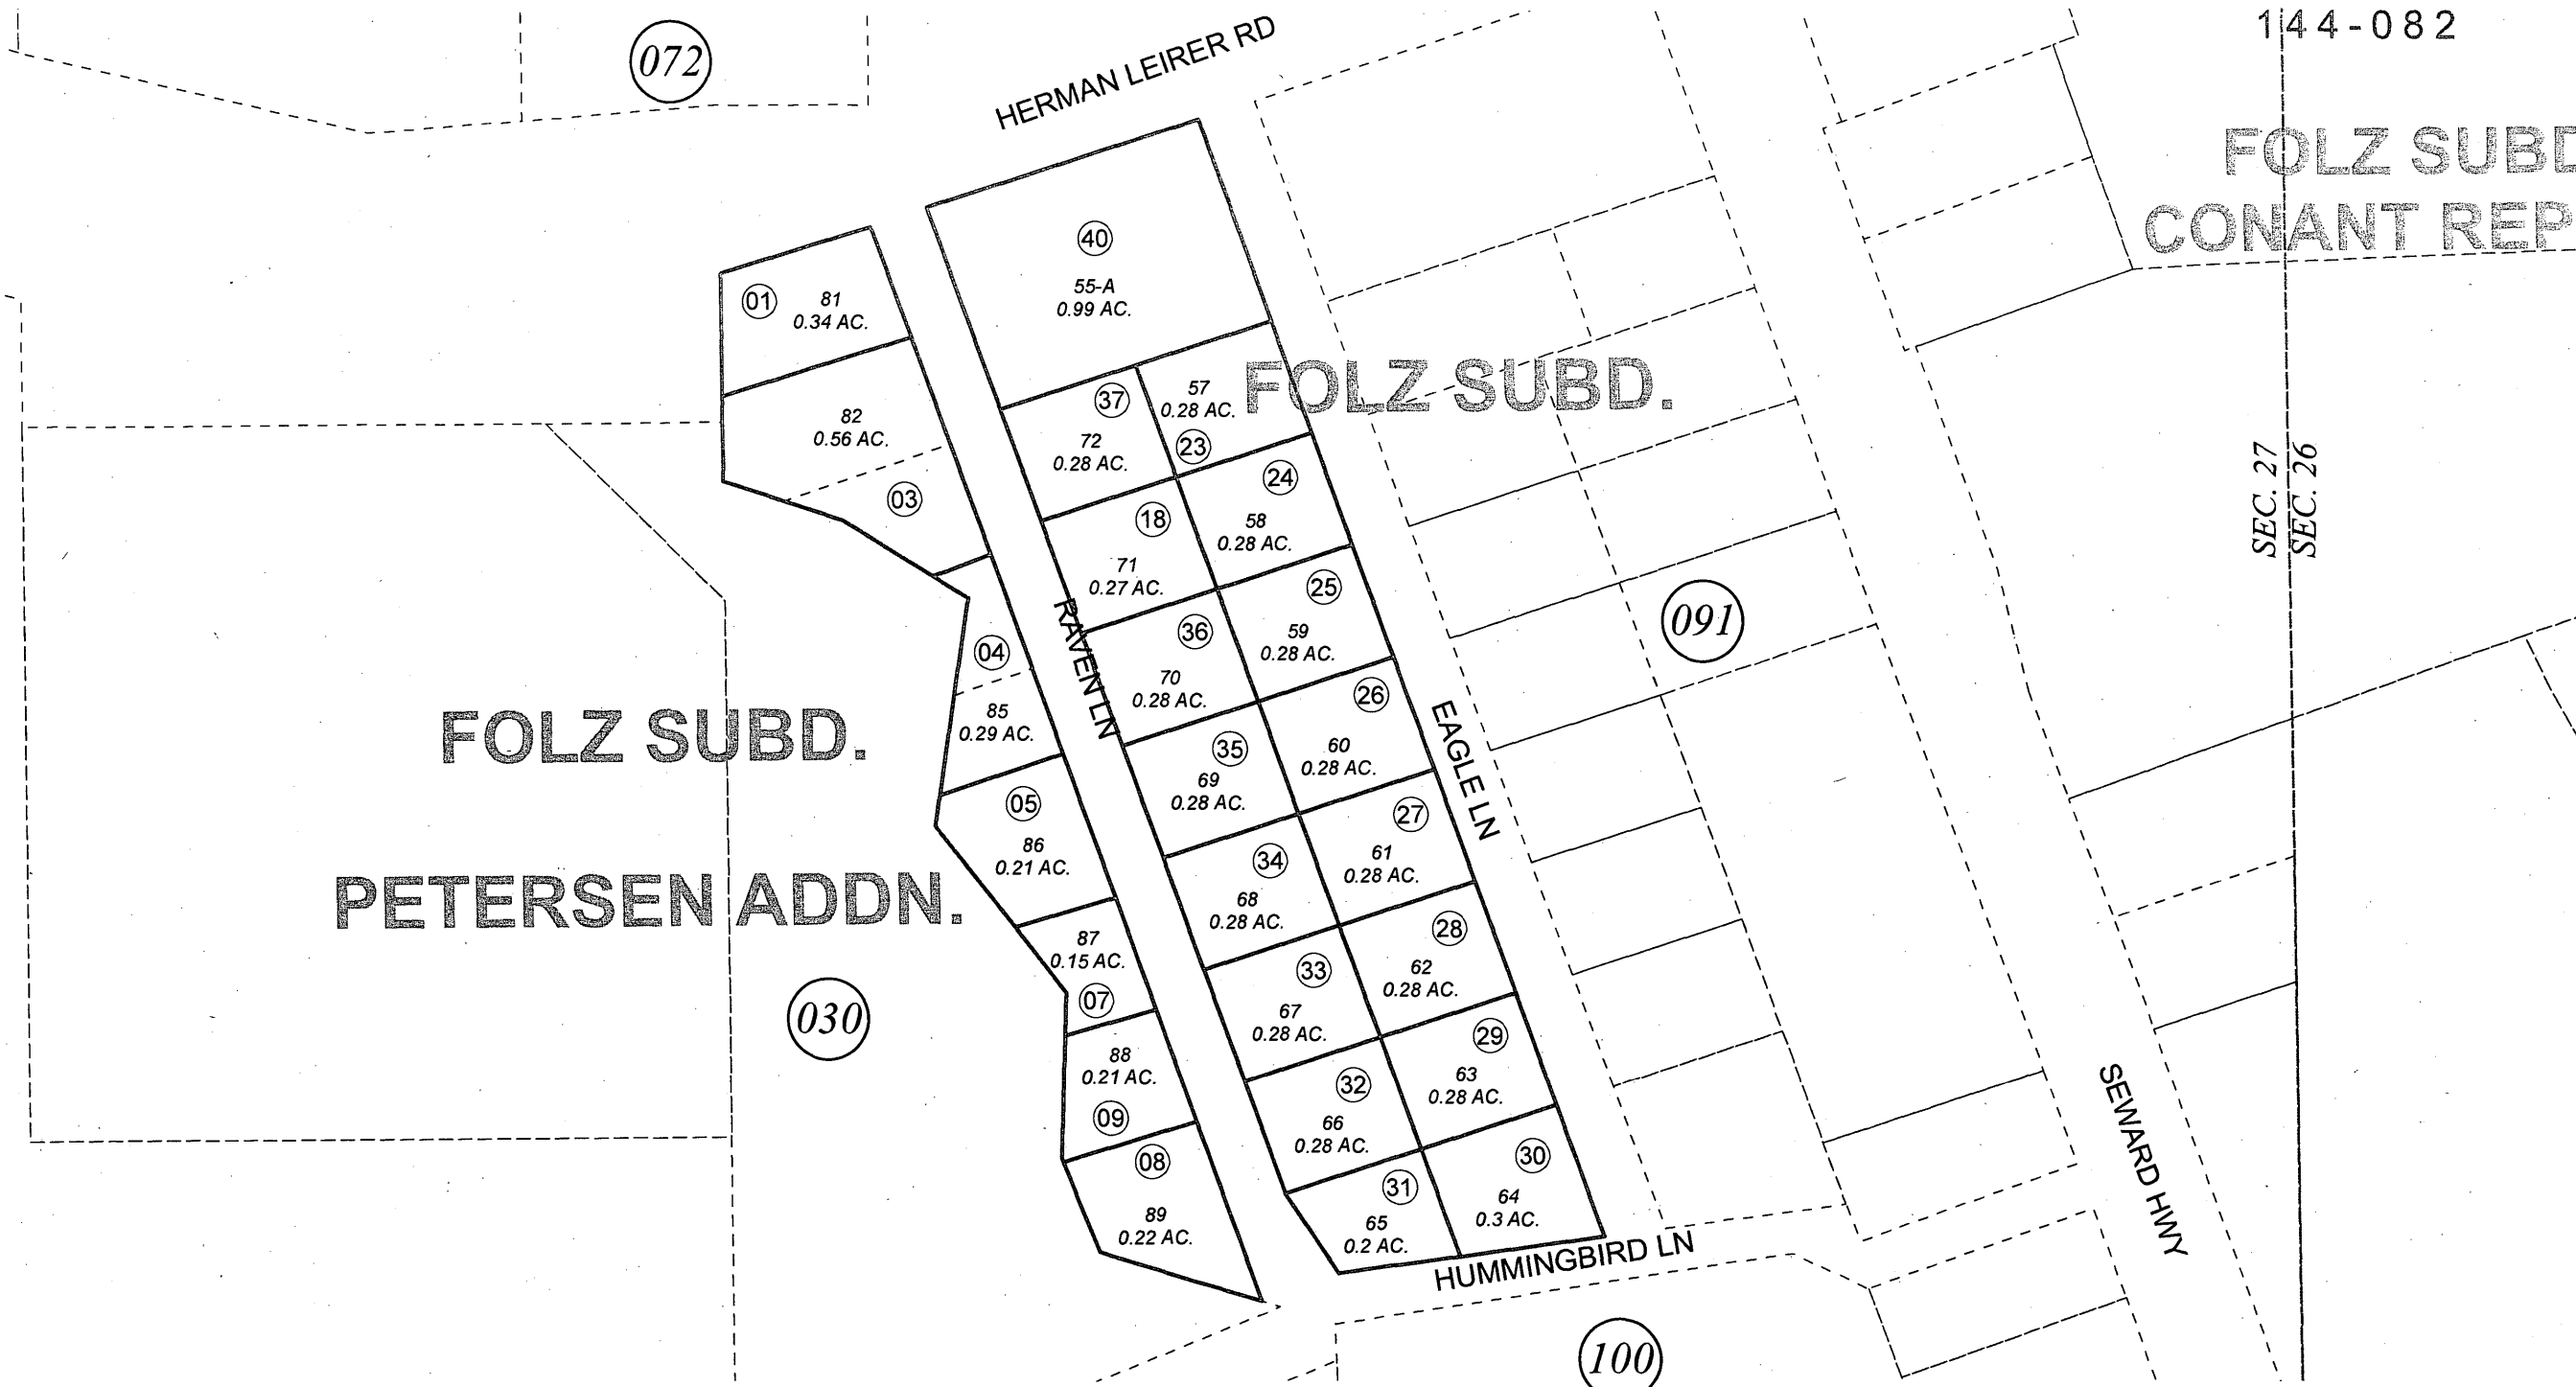 144-082
072
HERMAN LEIRER RD
FOLZ SUBD
CONANT REP
40
55-A
0.99 AC.
01
81
0.34 AC.
82
0.56 AC.
03
37
72
0.28 AC.
57
0.28 AC.
23
FOLZ SUBD.
24
58
0.28 AC.
18
71
0.27 AC.
25
59
0.28 AC.
36
70
0.28 AC.
RAVEN LN
04
85
0.29 AC.
26
60
0.28 AC.
35
69
0.28 AC.
EAGLE LN
091
SEC. 27
SEC. 26
FOLZ SUBD.
PETERSEN ADDN.
030
05
86
0.21 AC.
27
61
0.28 AC.
34
68
0.28 AC.
87
0.15 AC.
07
28
62
0.28 AC.
33
67
0.28 AC.
88
0.21 AC.
09
29
63
0.28 AC.
32
66
0.28 AC.
08
89
0.22 AC.
30
64
0.3 AC.
31
65
0.2 AC.
HUMMINGBIRD LN
SEWARD HWY
100